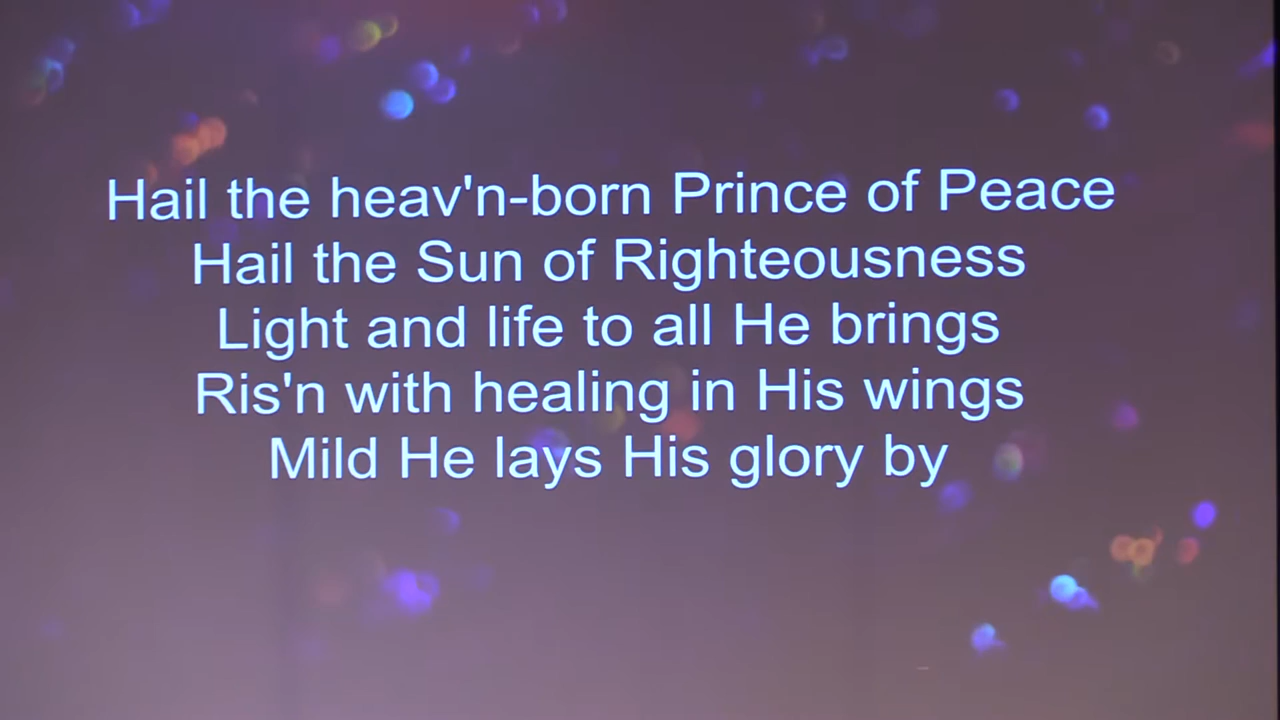 Hail the heav'n-born Prince of Peace
Hail the Sun of Righteousness
Light and life to all He brings
Ris'n with healing in His wings
Mild He lays His glory by